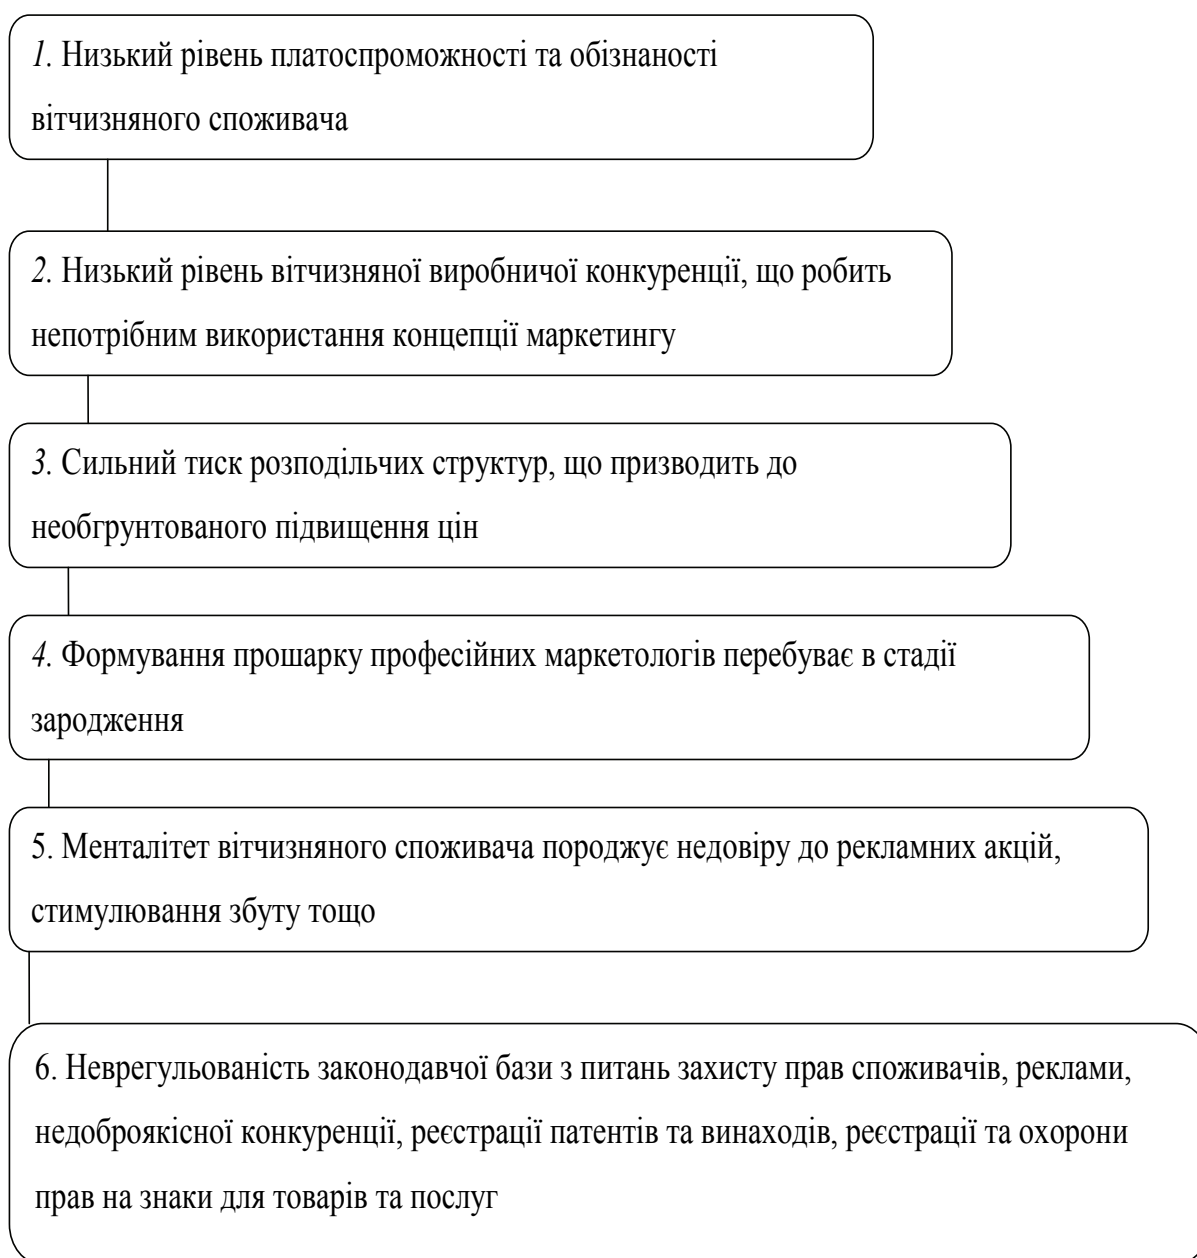 1. Низький рівень платоспроможності та обізнаності
вітчизняного споживача
2. Низький рівень вітчизняної виробничої конкуренції, що робить
непотрібним використання концепції маркетингу
3. Сильний тиск розподільчих структур, що призводить до
необгрунтованого підвищення цін
4. Формування прошарку професійних маркетологів перебуває в стадії
зародження
5. Менталітет вітчизняного споживача породжує недовіру до рекламних акцій,
стимулювання збуту тощо
6. Неврегульованість законодавчої бази з питань захисту прав споживачів, реклами,
недоброякісної конкуренції, реєстрації патентів та винаходів, реєстрації та охорони
прав на знаки для товарів та послуг